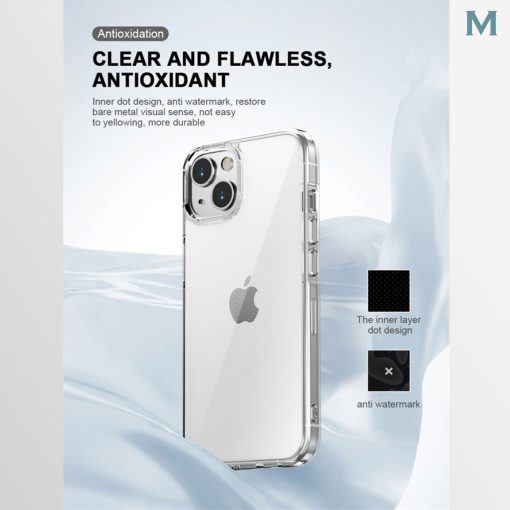 Antioxidation
M
CLEAR AND FLAWLESS,
ANTIOXIDANT
Inner dot design, anti watermark, restore
bare metal visual sense, not easy
to yellowing, more durable
The inner layer
dot design
anti watermark